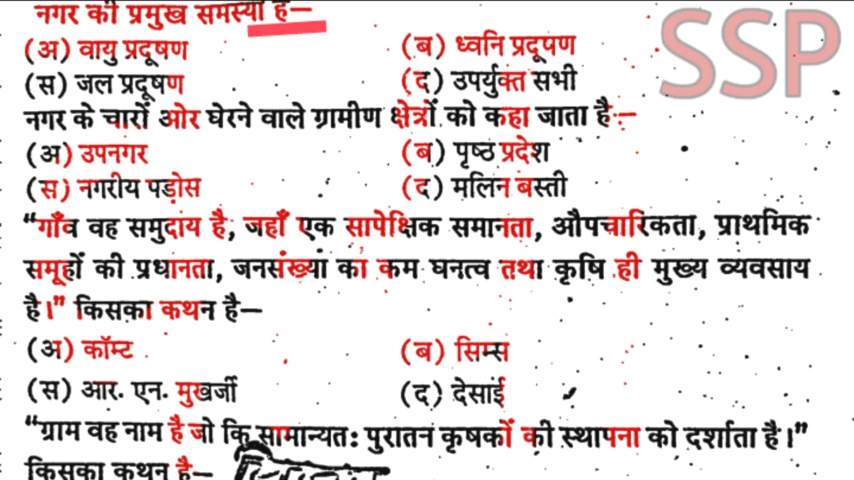 नगर की प्रमुख समस्या है—
SSP
(अ) वायु प्रदूषण (ब) ध्वनि प्रदूषण
(स) जल प्रदूषण (द) उपर्युक्त सभी
नगर के चारों ओर घेरने वाले ग्रामीण क्षेत्रों को कहा जाता है:—
(अ) उपनगर (ब) पृष्ठ प्रदेश
(स) नगरीय पड़ोस (द) मलिन बस्ती
“गाँव वह समुदाय है, जहाँ एक सापेक्षिक समानता, औपचारिकता, प्राथमिक
समूहों की प्रधानता, जनसंख्या का कम घनत्व तथा कृषि ही मुख्य व्यवसाय
है।” किसका कथन है—
(अ) कॉम्ट (ब) सिम्स
(स) आर. एन. मुखर्जी (द) देसाई
“ग्राम वह नाम है जो कि सामान्यत: पुरातन कृषकों की स्थापना को दर्शाता है।”
किसका कथन है—